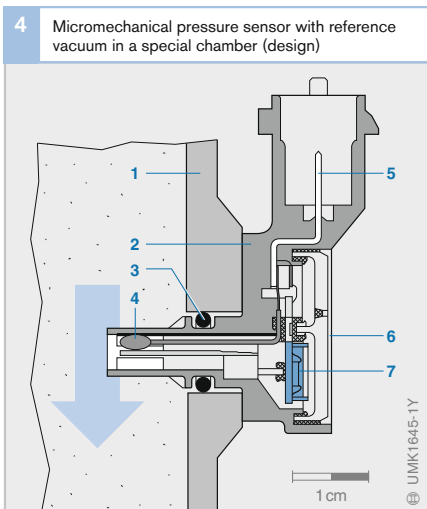 4
Micromechanical pressure sensor with reference
vacuum in a special chamber (design)
1
5
2
3
4
6
7
1 cm
UMK1645-1Y